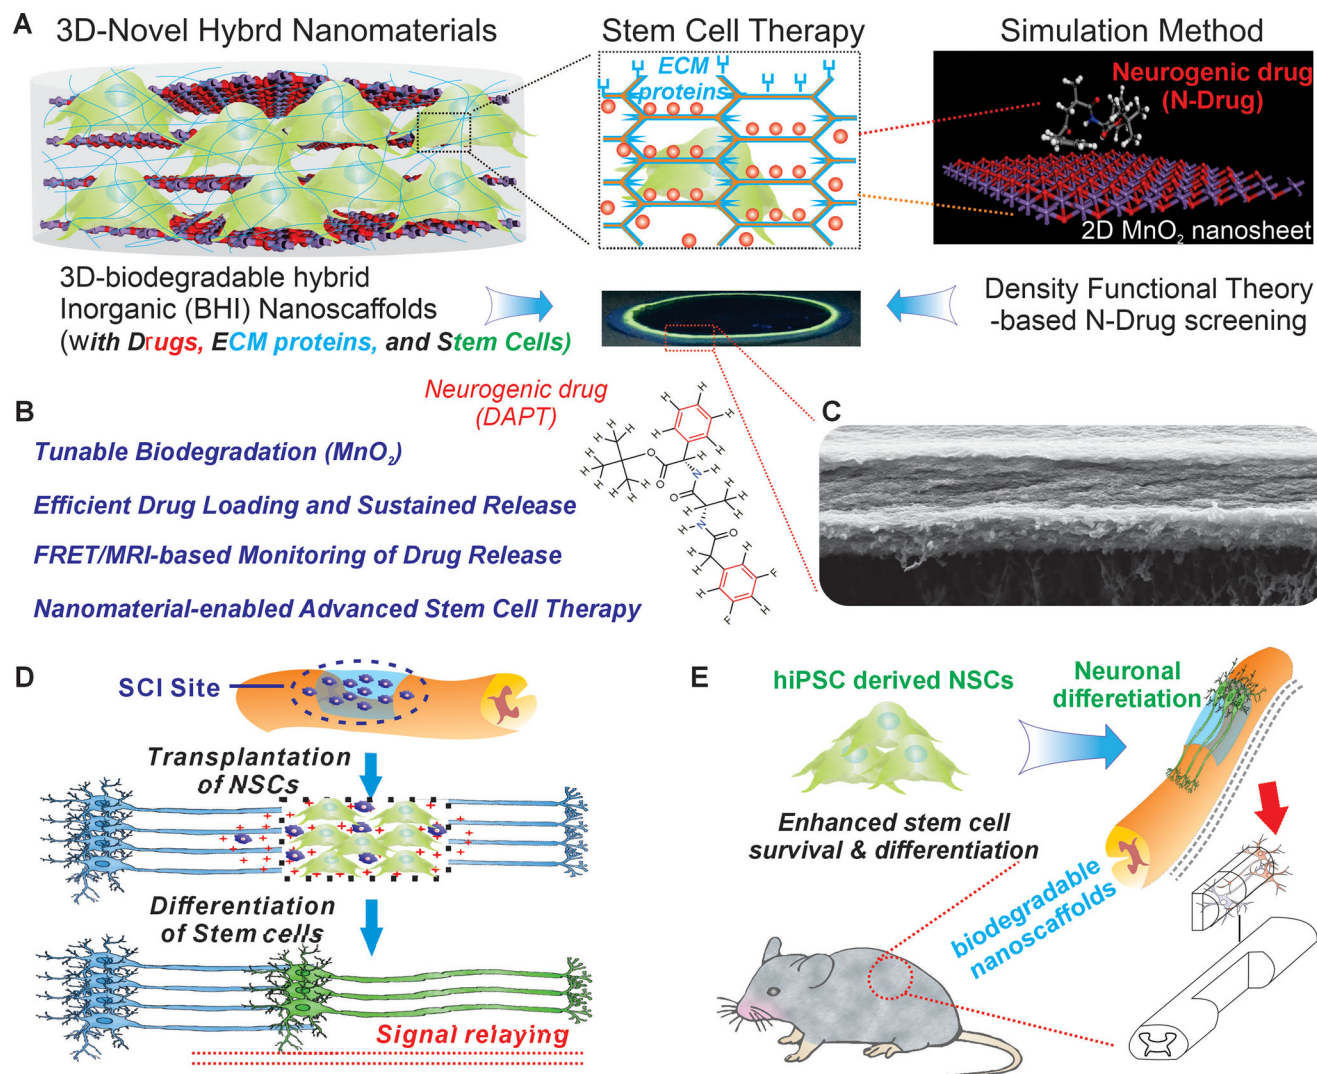 A
3D-Novel Hybrd Nanomaterials
Stem Cell Therapy
Simulation Method
ECM
proteins
Neurogenic drug
(N-Drug)
2D MnO₂ nanosheet
3D-biodegradable hybrid
Inorganic (BHI) Nanoscaffolds
(with Drugs, ECM proteins, and Stem Cells)
Density Functional Theory
-based N-Drug screening
B
Tunable Biodegradation (MnO₂)
Efficient Drug Loading and Sustained Release
FRET/MRI-based Monitoring of Drug Release
Nanomaterial-enabled Advanced Stem Cell Therapy
Neurogenic drug
(DAPT)
C
D
SCI Site
Transplantation
of NSCs
Differentiation
of Stem cells
Signal relaying
E
hiPSC derived NSCs
Neuronal
differetiation
Enhanced stem cell
survival & differentiation
biodegradable
nanoscaffolds